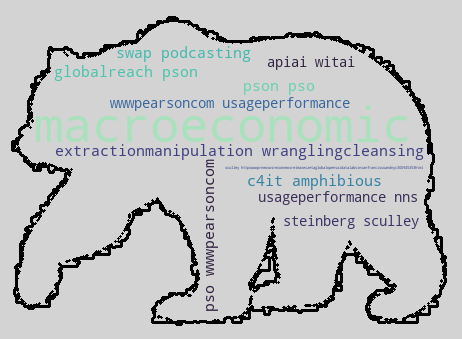 swap podcasting
apiai witai
globalreach pson
pson pso
wwwpearsoncom usageperformance
macroeconomic
extractionmanipulation wranglingcleansing
c4it amphibious
usageperformance nns
steinberg sculley
pso wwwpearsoncom